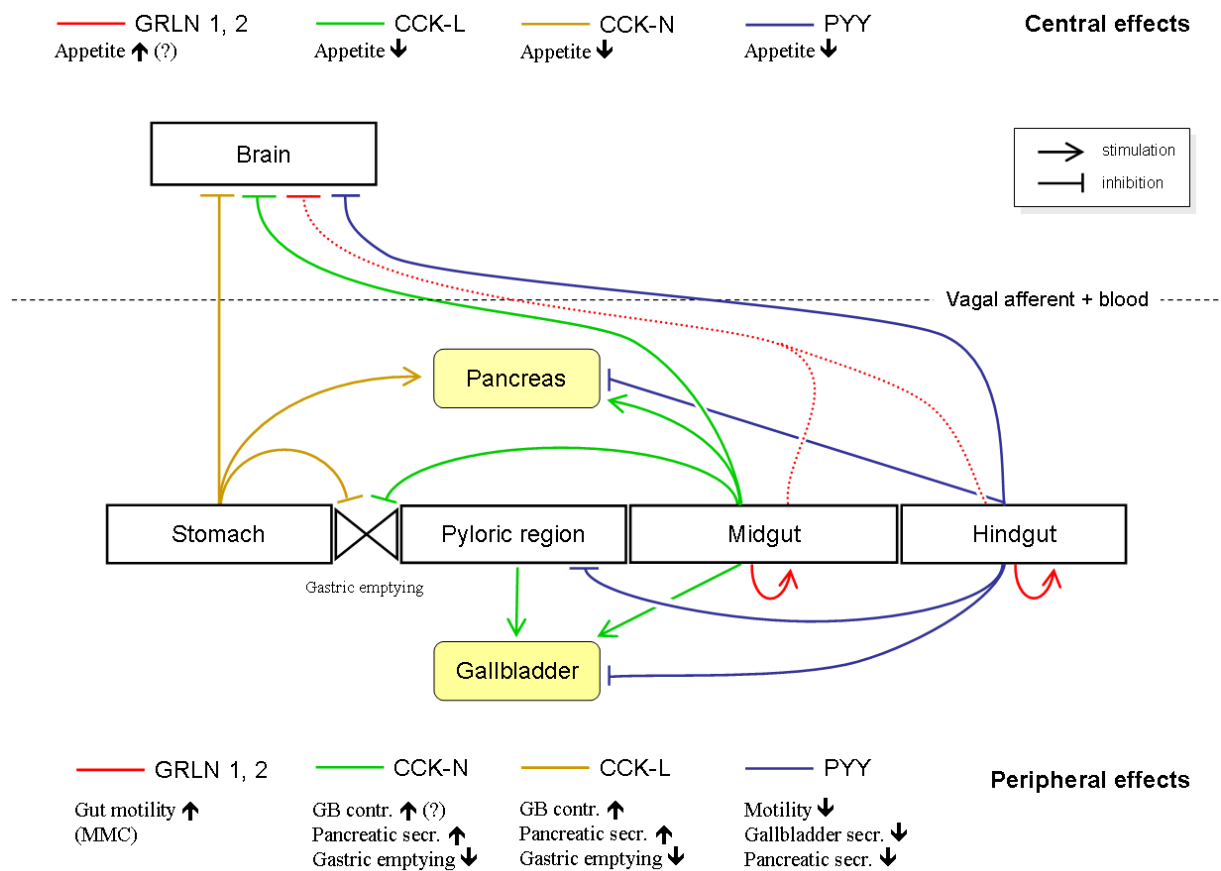 GRLN 1, 2 CCK-L CCK-N PYY Central effects
Appetite ↑ (?) Appetite ↓ Appetite ↓ Appetite ↓
Brain
stimulation
inhibition
Vagal afferent + blood
Pancreas
Stomach Pyloric region Midgut Hindgut
Gastric emptying
Gallbladder
GRLN 1, 2 CCK-N CCK-L PYY Peripheral effects
Gut motility ↑ GB contr. ↑ (?) GB contr. ↑ Motility ↓
(MMC) Pancreatic secr. ↑ Pancreatic secr. ↑ Gallbladder secr. ↓
Gastric emptying ↓ Gastric emptying ↓ Pancreatic secr. ↓